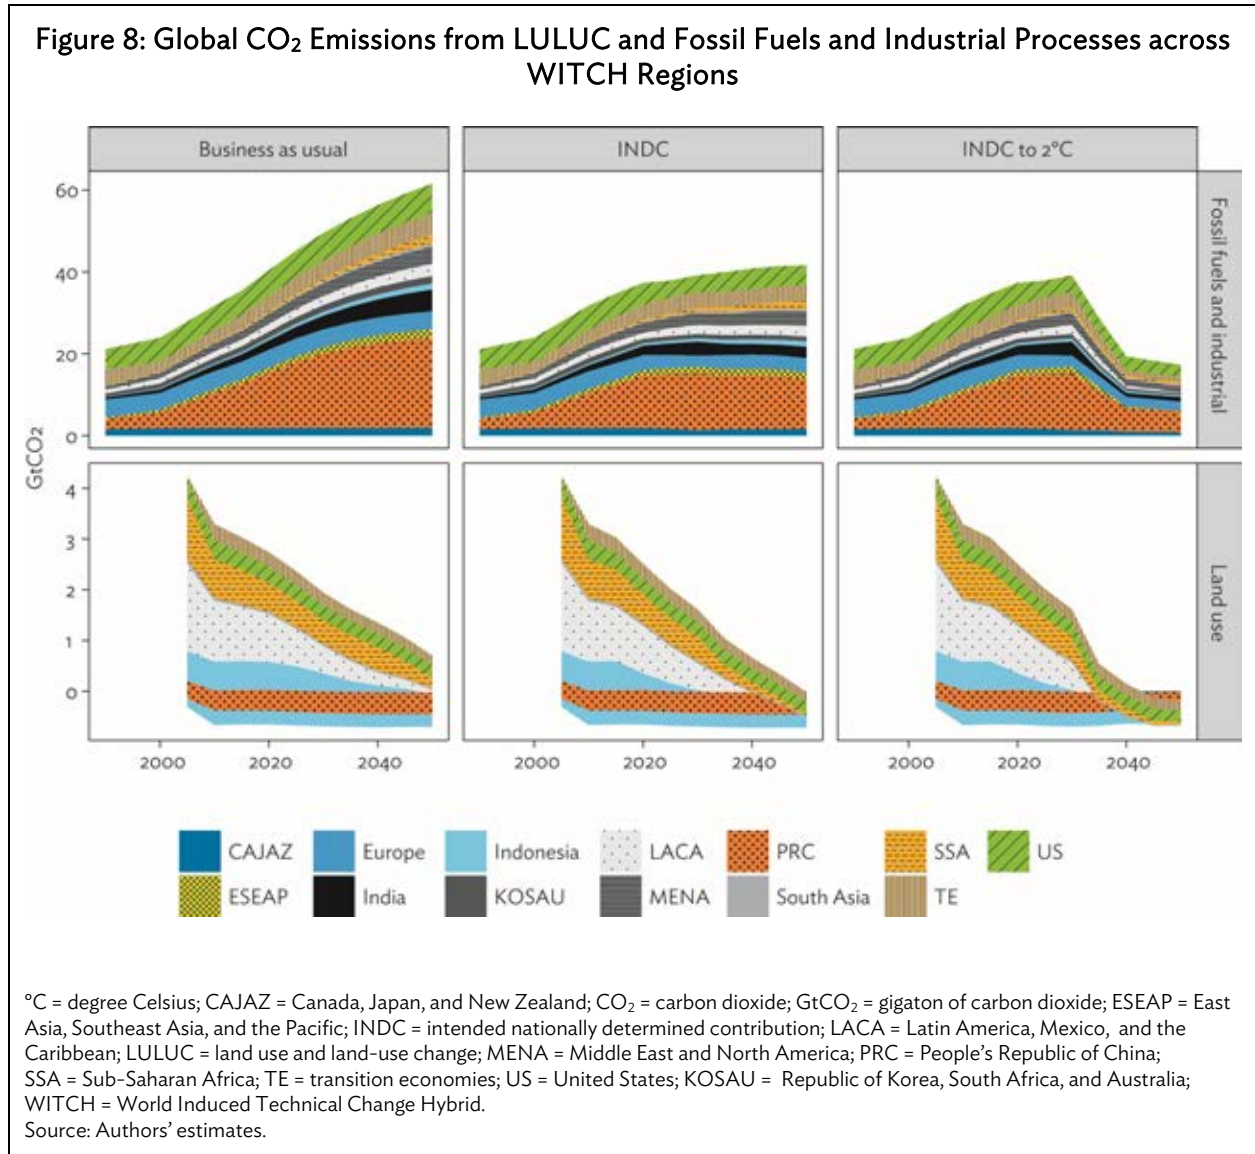 Figure 8: Global CO₂ Emissions from LULUC and Fossil Fuels and Industrial Processes across
WITCH Regions
Business as usual
INDC
INDC to 2°C
60
40
20
0
Fossil fuels and industrial
GtCO2
4
3
2
1
0
Land use
2000
2020
2040
2000
2020
2040
2000
2020
2040
CAJAZ
Europe
Indonesia
LACA
PRC
SSA
US
ESEAP
India
KOSAU
MENA
South Asia
TE
°C = degree Celsius; CAJAZ = Canada, Japan, and New Zealand; CO₂ = carbon dioxide; GtCO₂ = gigaton of carbon dioxide; ESEAP = East
Asia, Southeast Asia, and the Pacific; INDC = intended nationally determined contribution; LACA = Latin America, Mexico, and the
Caribbean; LULUC = land use and land-use change; MENA = Middle East and North America; PRC = People's Republic of China;
SSA = Sub-Saharan Africa; TE = transition economies; US = United States; KOSAU = Republic of Korea, South Africa, and Australia;
WITCH = World Induced Technical Change Hybrid.
Source: Authors' estimates.